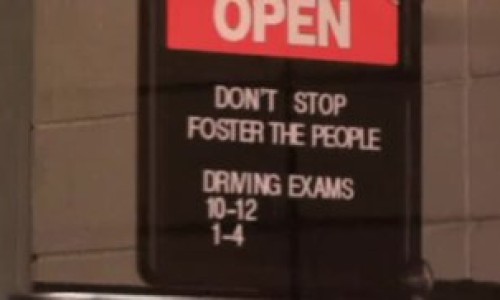 OPEN
DON'T STOP
FOSTER THE PEOPLE
DRIVING EXAMS
10-12
1-4